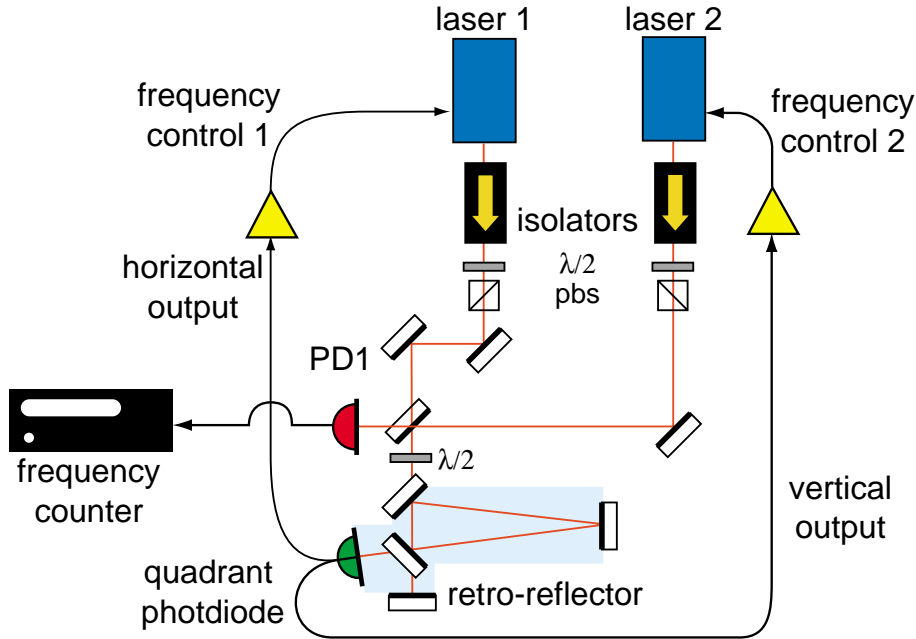 laser 1
laser 2
frequency
control 1
frequency
control 2
isolators
λ/2
pbs
horizontal
output
PD1
λ/2
frequency
counter
vertical
output
quadrant
photdiode
retro-reflector